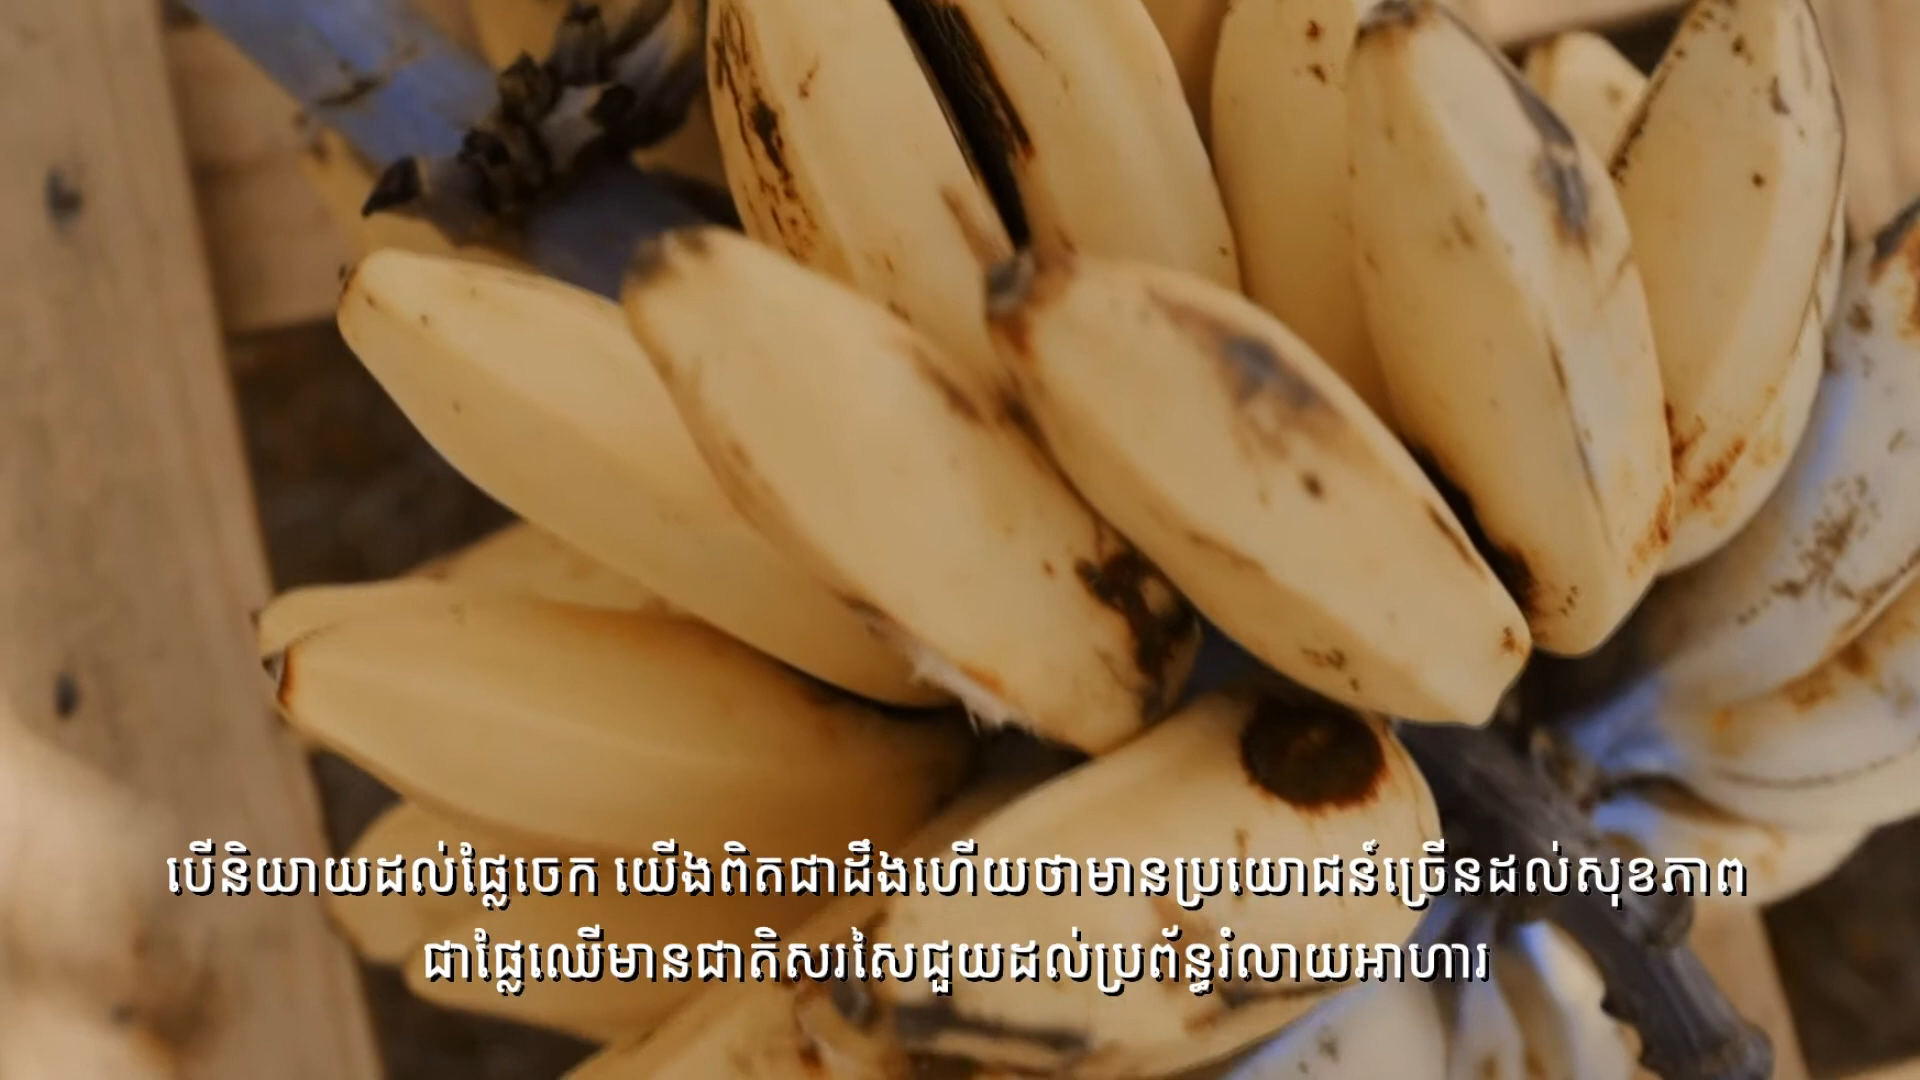 បើនិយាយដល់ផ្លែចេក យើងពិតជាដឹងហើយថាមានប្រយោជន៍ច្រើនដល់សុខភាព
ជាផ្លែឈើមានជាតិសរសៃជួយដល់ប្រព័ន្ធរំលាយអាហារ